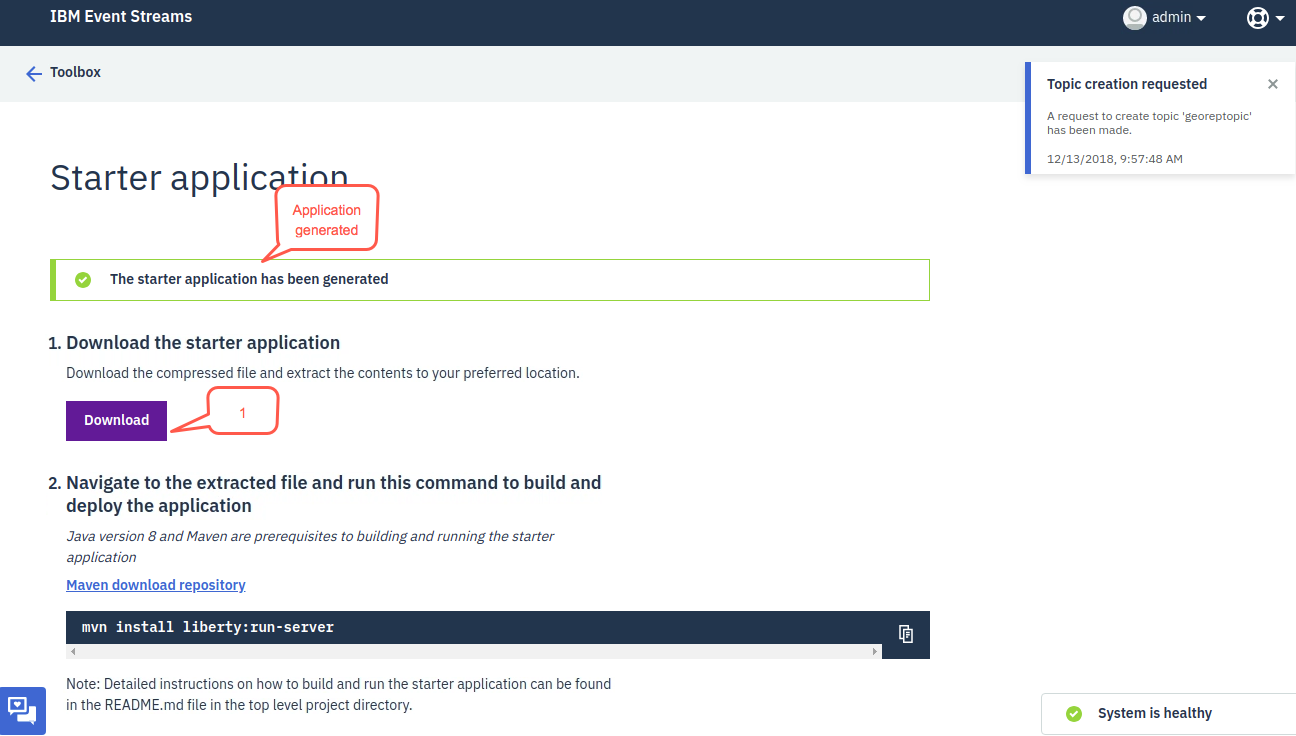 IBM Event Streams
admin
Toolbox
Topic creation requested
A request to create topic 'georeptopic'
has been made.
12/13/2018, 9:57:48 AM
Starter application
Application
generated
The starter application has been generated
1. Download the starter application
Download the compressed file and extract the contents to your preferred location.
Download
1
2. Navigate to the extracted file and run this command to build and
deploy the application
Java version 8 and Maven are prerequisites to building and running the starter
application
Maven download repository
mvn install liberty:run-server
Note: Detailed instructions on how to build and run the starter application can be found
in the README.md file in the top level project directory.
System is healthy